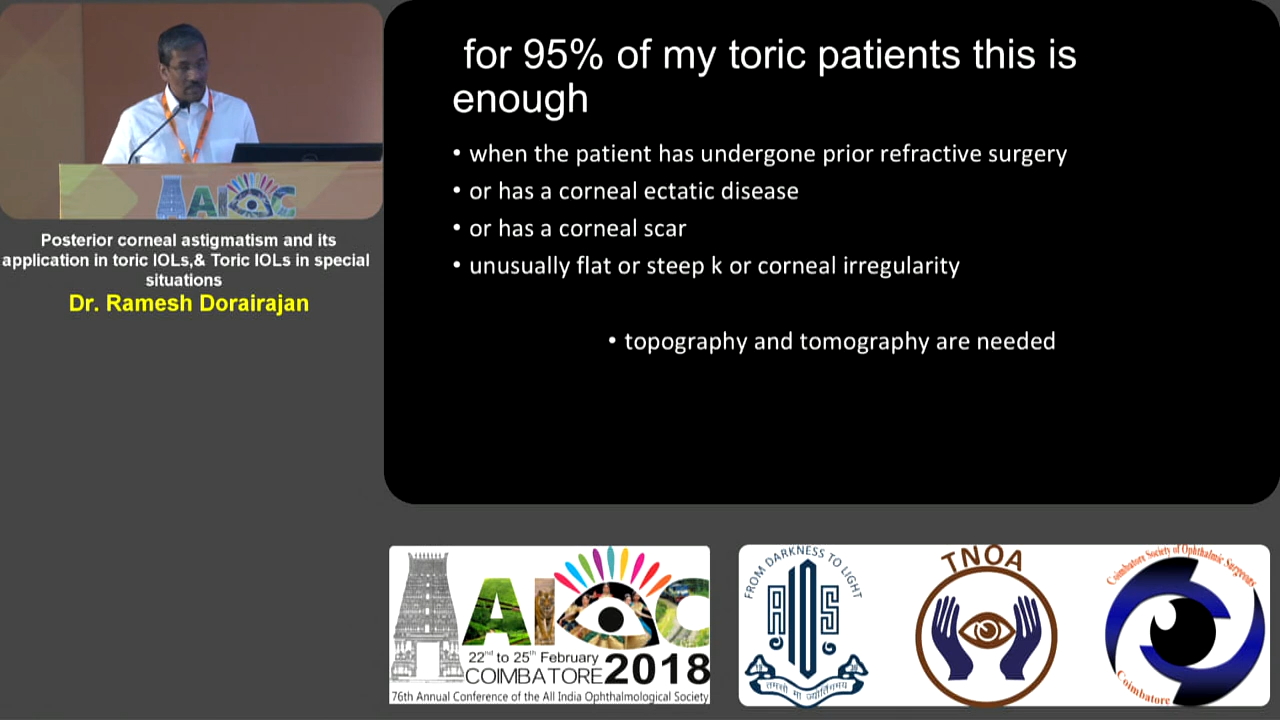 for 95% of my toric patients this is
enough
• when the patient has undergone prior refractive surgery
• or has a corneal ectatic disease
• or has a corneal scar
• unusually flat or steep k or corneal irregularity
• topography and tomography are needed
AIOC
Posterior corneal astigmatism and its
application in toric IOLs,& Toric IOLs in special
situations
Dr. Ramesh Dorairajan
AIOC
22nd to 25th February
COIMBATORE 2018
76th Annual Conference of the All India Ophthalmological Society
FROM DARKNESS TO LIGHT
AIOS
तमसो मा ज्योतिर्गमय
TNOA
Coimbatore Society of Ophthalmic Surgeons
Coimbatore